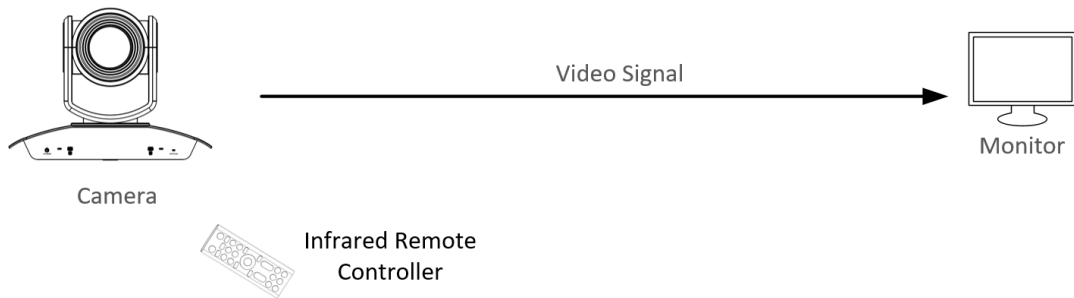 Video Signal
Monitor
Camera
Infrared Remote
Controller